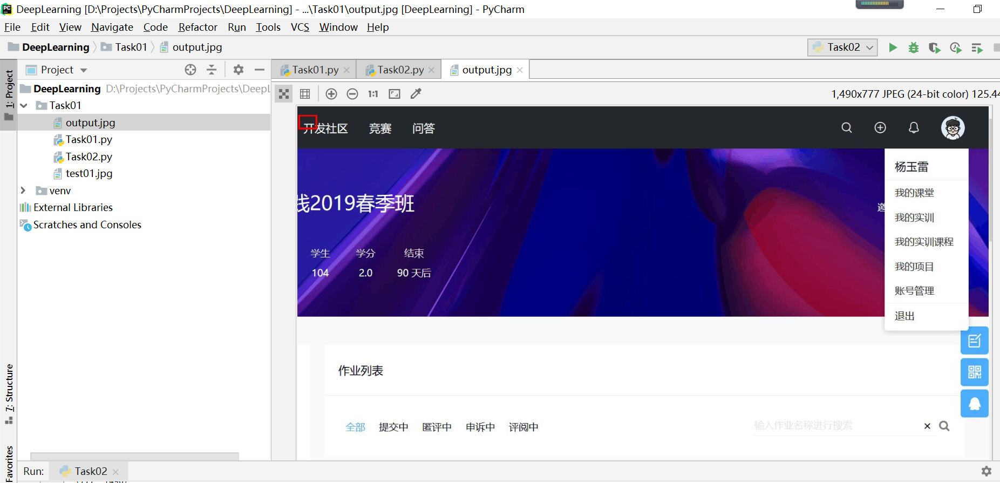 DeepLearning [D:\Projects\PyCharmProjects\DeepLearning] - ...\Task01\output.jpg [DeepLearning] - PyCharm
File Edit View Navigate Code Refactor Run Tools VCS Window Help
DeepLearning Task01 output.jpg Task02
1: Project
Project
Task01.py Task02.py output.jpg
DeepLearning D:\Projects\PyCharmProjects\DeepL
1:1 1,490x777 JPEG (24-bit color) 125.44
Task01
output.jpg
Task01.py
Task02.py
test01.jpg
venv
External Libraries
Scratches and Consoles
开发社区 竞赛 问答
杨玉雷
线2019春季班
邀
我的课堂
我的实训
我的实训课程
我的项目
账号管理
退出
学生 学分 结束
104 2.0 90 天后
作业列表
全部 提交中 匿评中 申诉中 评阅中 输入作业名称进行搜索
7: Structure
Favorites
Run: Task02